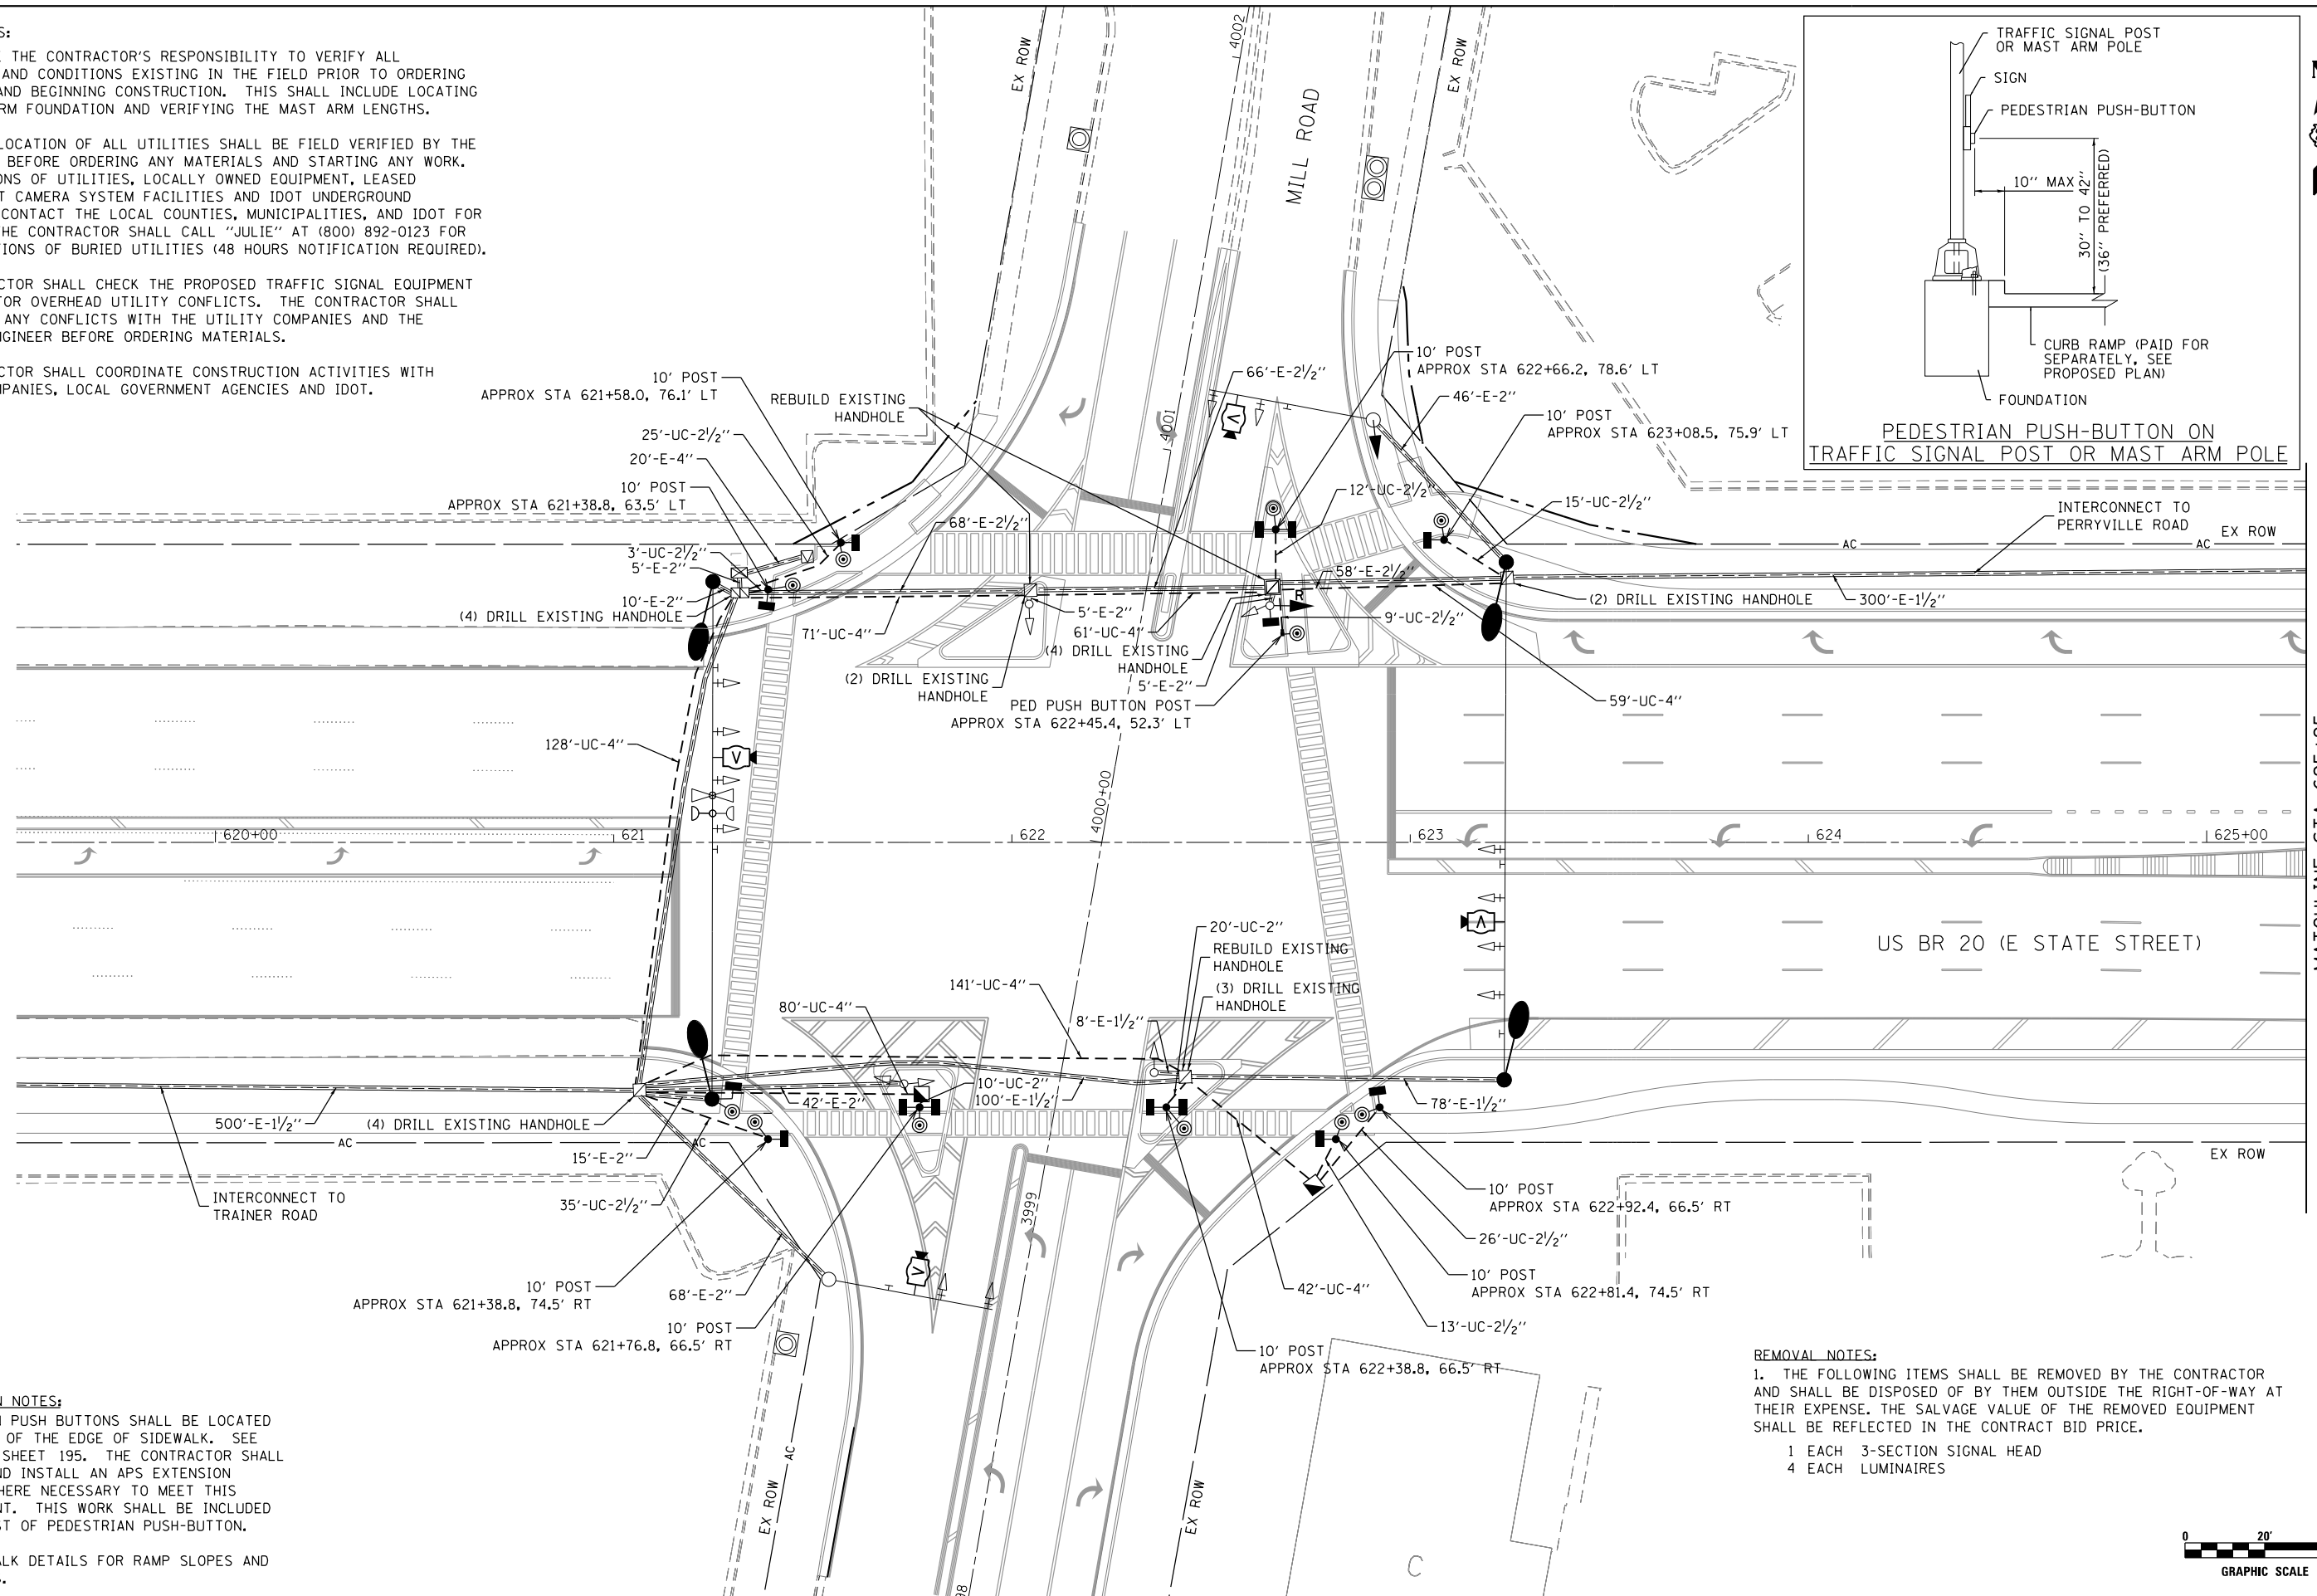 S:
THE CONTRACTOR'S RESPONSIBILITY TO VERIFY ALL
AND CONDITIONS EXISTING IN THE FIELD PRIOR TO ORDERING
AND BEGINNING CONSTRUCTION. THIS SHALL INCLUDE LOCATING
RM FOUNDATION AND VERIFYING THE MAST ARM LENGTHS.
LOCATION OF ALL UTILITIES SHALL BE FIELD VERIFIED BY THE
BEFORE ORDERING ANY MATERIALS AND STARTING ANY WORK.
ONS OF UTILITIES, LOCALLY OWNED EQUIPMENT, LEASED
T CAMERA SYSTEM FACILITIES AND IDOT UNDERGROUND
CONTACT THE LOCAL COUNTIES, MUNICIPALITIES, AND IDOT FOR
HE CONTRACTOR SHALL CALL "JULIE" AT (800) 892-0123 FOR
TIONS OF BURIED UTILITIES (48 HOURS NOTIFICATION REQUIRED).
CTOR SHALL CHECK THE PROPOSED TRAFFIC SIGNAL EQUIPMENT
FOR OVERHEAD UTILITY CONFLICTS. THE CONTRACTOR SHALL
ANY CONFLICTS WITH THE UTILITY COMPANIES AND THE
NGINEER BEFORE ORDERING MATERIALS.
CTOR SHALL COORDINATE CONSTRUCTION ACTIVITIES WITH
MPANIES, LOCAL GOVERNMENT AGENCIES AND IDOT.
EX ROW
4002
MILL ROAD
EX ROW
TRAFFIC SIGNAL POST
OR MAST ARM POLE
SIGN
PEDESTRIAN PUSH-BUTTON
10'' MAX
30'' TO 42''
(36'' PREFERRED)
CURB RAMP (PAID FOR
SEPARATELY, SEE
PROPOSED PLAN)
FOUNDATION
PEDESTRIAN PUSH-BUTTON ON
TRAFFIC SIGNAL POST OR MAST ARM POLE
10' POST
APPROX STA 621+58.0, 76.1' LT
REBUILD EXISTING
HANDHOLE
66'-E-2½''
10' POST
APPROX STA 622+66.2, 78.6' LT
46'-E-2''
10' POST
APPROX STA 623+08.5, 75.9' LT
4001
V
25'-UC-2½''
20'-E-4''
10' POST
APPROX STA 621+38.8, 63.5' LT
12'-UC-2½''
15'-UC-2½''
INTERCONNECT TO
PERRYVILLE ROAD
EX ROW
AC
AC
68'-E-2½''
3'-UC-2½''
5'-E-2''
10'-E-2''
(4) DRILL EXISTING HANDHOLE
58'-E-2½''
R
(2) DRILL EXISTING HANDHOLE
300'-E-1½''
5'-E-2''
61'-UC-4''
71'-UC-4''
9'-UC-2½''
(4) DRILL EXISTING
HANDHOLE
5'-E-2''
(2) DRILL EXISTING
HANDHOLE
PED PUSH BUTTON POST
APPROX STA 622+45.4, 52.3' LT
59'-UC-4''
128'-UC-4''
V
4000+00
620+00
621
622
623
624
625+00
V
US BR 20 (E STATE STREET)
20'-UC-2''
REBUILD EXISTING
HANDHOLE
(3) DRILL EXISTING
HANDHOLE
141'-UC-4''
80'-UC-4''
8'-E-1½''
10'-UC-2''
100'-E-1½''
42'-E-2''
78'-E-1½''
500'-E-1½''
(4) DRILL EXISTING HANDHOLE
AC
AC
15'-E-2''
35'-UC-2½''
INTERCONNECT TO
TRAINER ROAD
3999
EX ROW
10' POST
APPROX STA 622+92.4, 66.5' RT
26'-UC-2½''
10' POST
APPROX STA 622+81.4, 74.5' RT
13'-UC-2½''
42'-UC-4''
10' POST
APPROX STA 622+38.8, 66.5' RT
V
10' POST
APPROX STA 621+38.8, 74.5' RT
68'-E-2''
10' POST
APPROX STA 621+76.8, 66.5' RT
AC
EX ROW
EX ROW
98
C
N NOTES:
N PUSH BUTTONS SHALL BE LOCATED
OF THE EDGE OF SIDEWALK. SEE
SHEET 195. THE CONTRACTOR SHALL
ND INSTALL AN APS EXTENSION
HERE NECESSARY TO MEET THIS
NT. THIS WORK SHALL BE INCLUDED
ST OF PEDESTRIAN PUSH-BUTTON.
ALK DETAILS FOR RAMP SLOPES AND
REMOVAL NOTES:
1. THE FOLLOWING ITEMS SHALL BE REMOVED BY THE CONTRACTOR
AND SHALL BE DISPOSED OF BY THEM OUTSIDE THE RIGHT-OF-WAY AT
THEIR EXPENSE. THE SALVAGE VALUE OF THE REMOVED EQUIPMENT
SHALL BE REFLECTED IN THE CONTRACT BID PRICE.
1 EACH 3-SECTION SIGNAL HEAD
4 EACH LUMINAIRES
0 20'
GRAPHIC SCALE